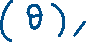 ( θ ) ,